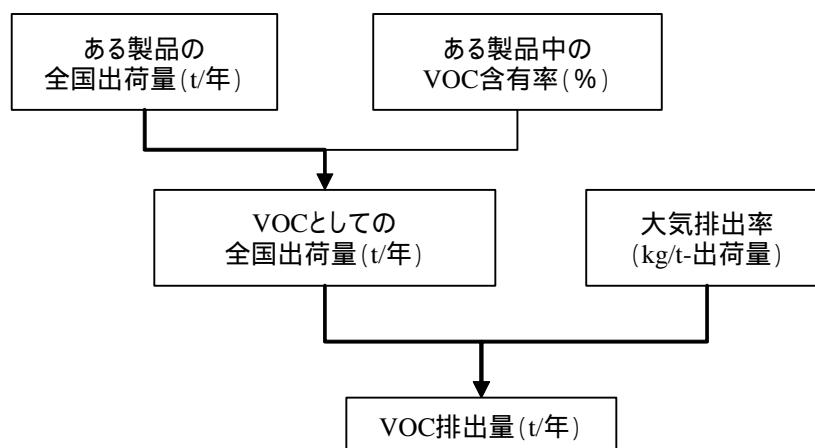 ある製品の
全国出荷量(t/年)
ある製品中の
VOC含有率(%)
VOCとしての
全国出荷量(t/年)
大気排出率
(kg/t-出荷量)
VOC排出量(t/年)